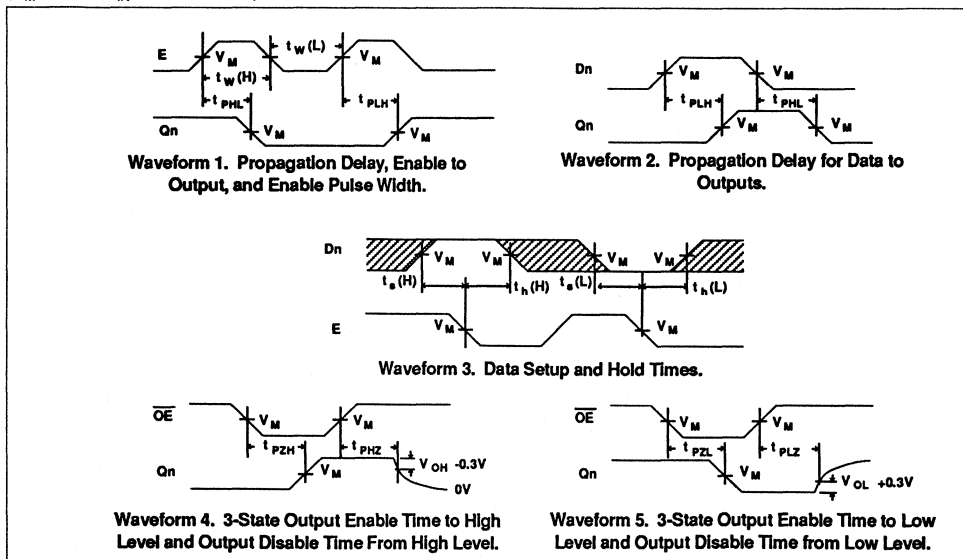 E
V M
t W (L)
V M
t W (H)
t PHL
t PLH
Qn
V M
V M
Waveform 1. Propagation Delay, Enable to
Output, and Enable Pulse Width.
Dn
V M
V M
t PLH
t PHL
Qn
V M
V M
Waveform 2. Propagation Delay for Data to
Outputs.
Dn
V M
V M
V M
V M
t s (H)
t h (H)
t s (L)
t h (L)
E
V M
V M
Waveform 3. Data Setup and Hold Times.
OE
V M
V M
t PZH
t PHZ
Qn
V M
V OH -0.3V
0V
Waveform 4. 3-State Output Enable Time to High
Level and Output Disable Time From High Level.
OE
V M
V M
t PZL
t PLZ
Qn
V M
V OL +0.3V
Waveform 5. 3-State Output Enable Time to Low
Level and Output Disable Time from Low Level.